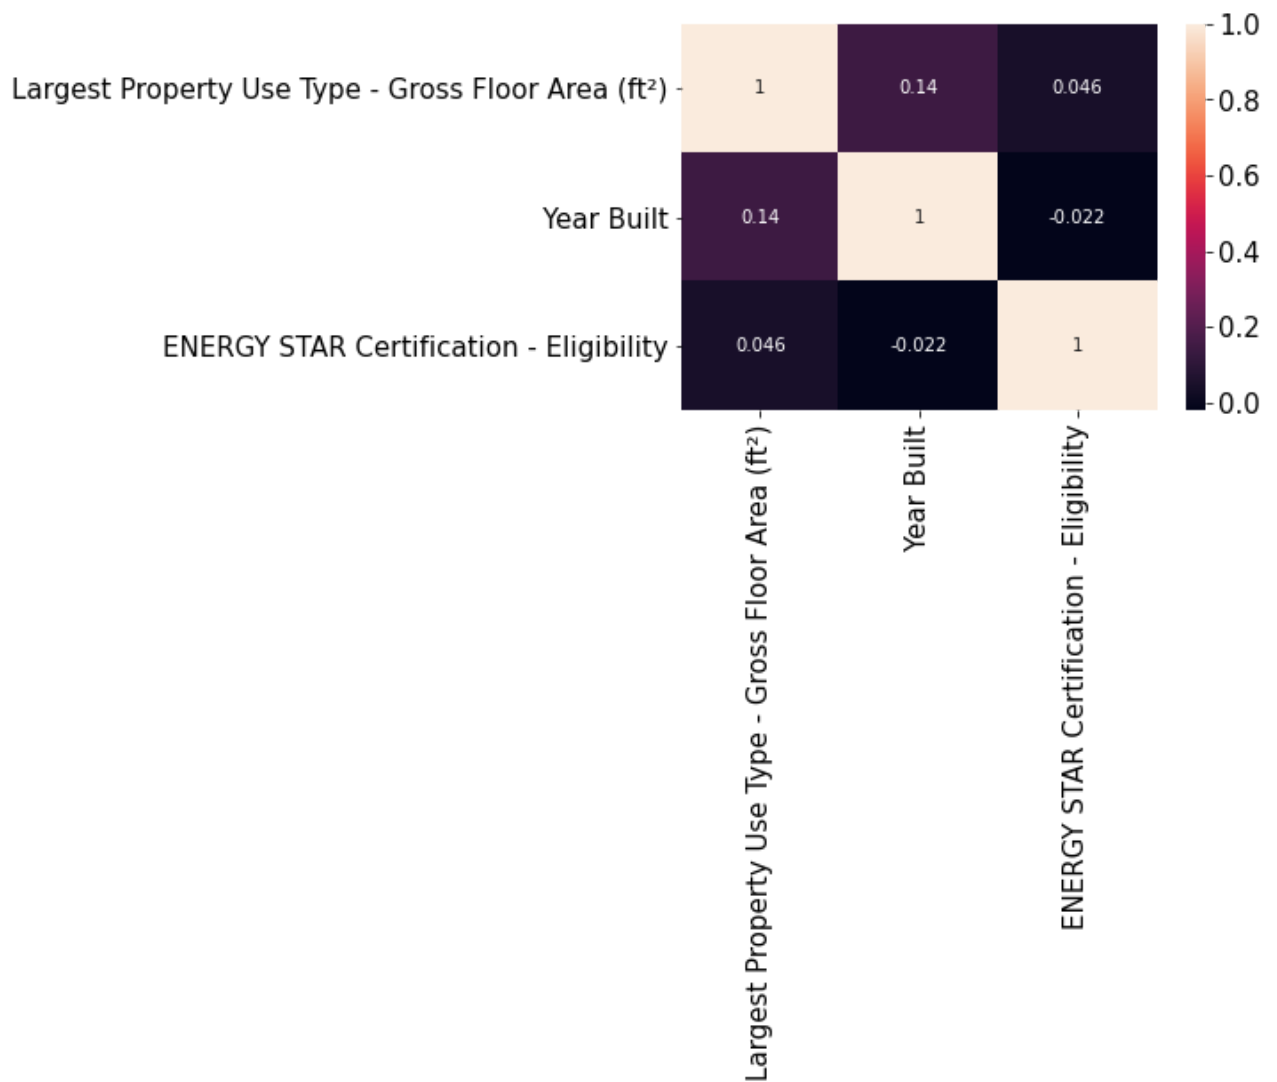 Largest Property Use Type - Gross Floor Area (ft²)
1
0.14
0.046
Year Built
0.14
1
-0.022
ENERGY STAR Certification - Eligibility
0.046
-0.022
1
Largest Property Use Type - Gross Floor Area (ft²)
Year Built
ENERGY STAR Certification - Eligibility
1.0
0.8
0.6
0.4
0.2
0.0